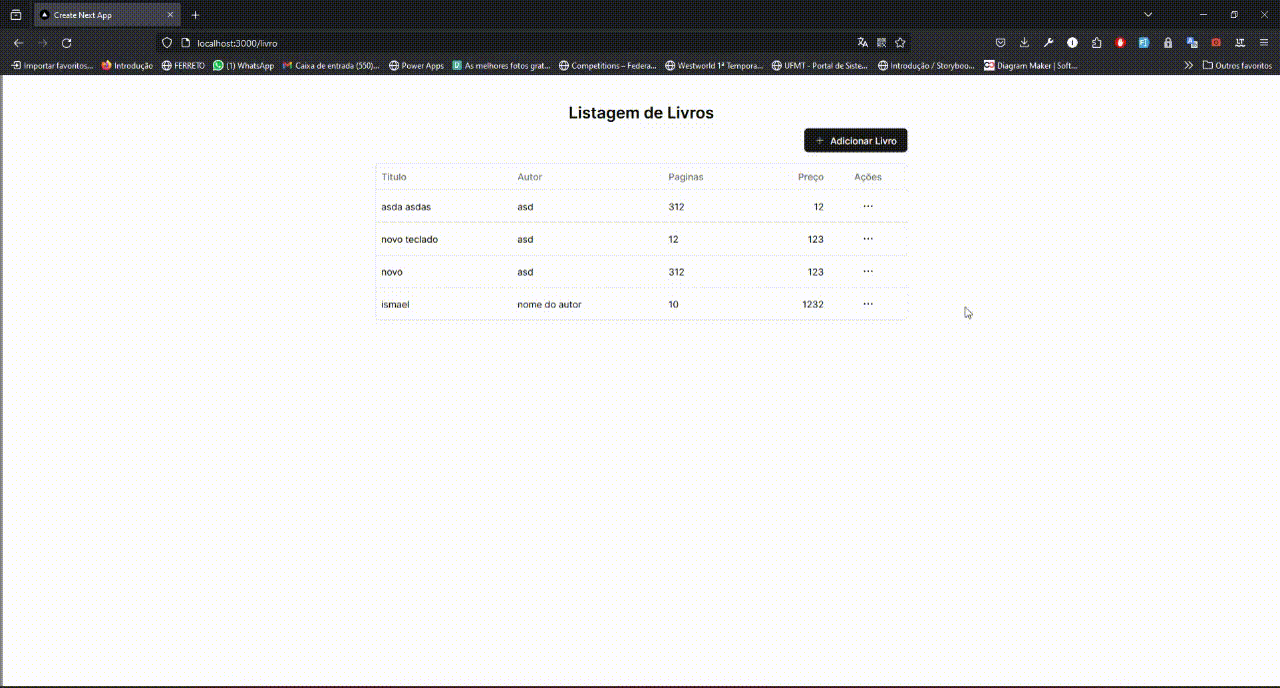 Create Next App
localhost:3000/livro
Importar favoritos... Introdução FERRETO (1) WhatsApp Caixa de entrada (550)... Power Apps As melhores fotos grat... Competitions – Federa... Westworld 1ª Tempora... UFMT - Portal de Siste... Introdução / Storyboo... Diagram Maker | Soft... Outros favoritos
Listagem de Livros
Adicionar Livro
Titulo Autor Paginas Preço Ações
asda asdas asd 312 12
novo teclado asd 12 123
novo asd 312 123
ismael nome do autor 10 1232